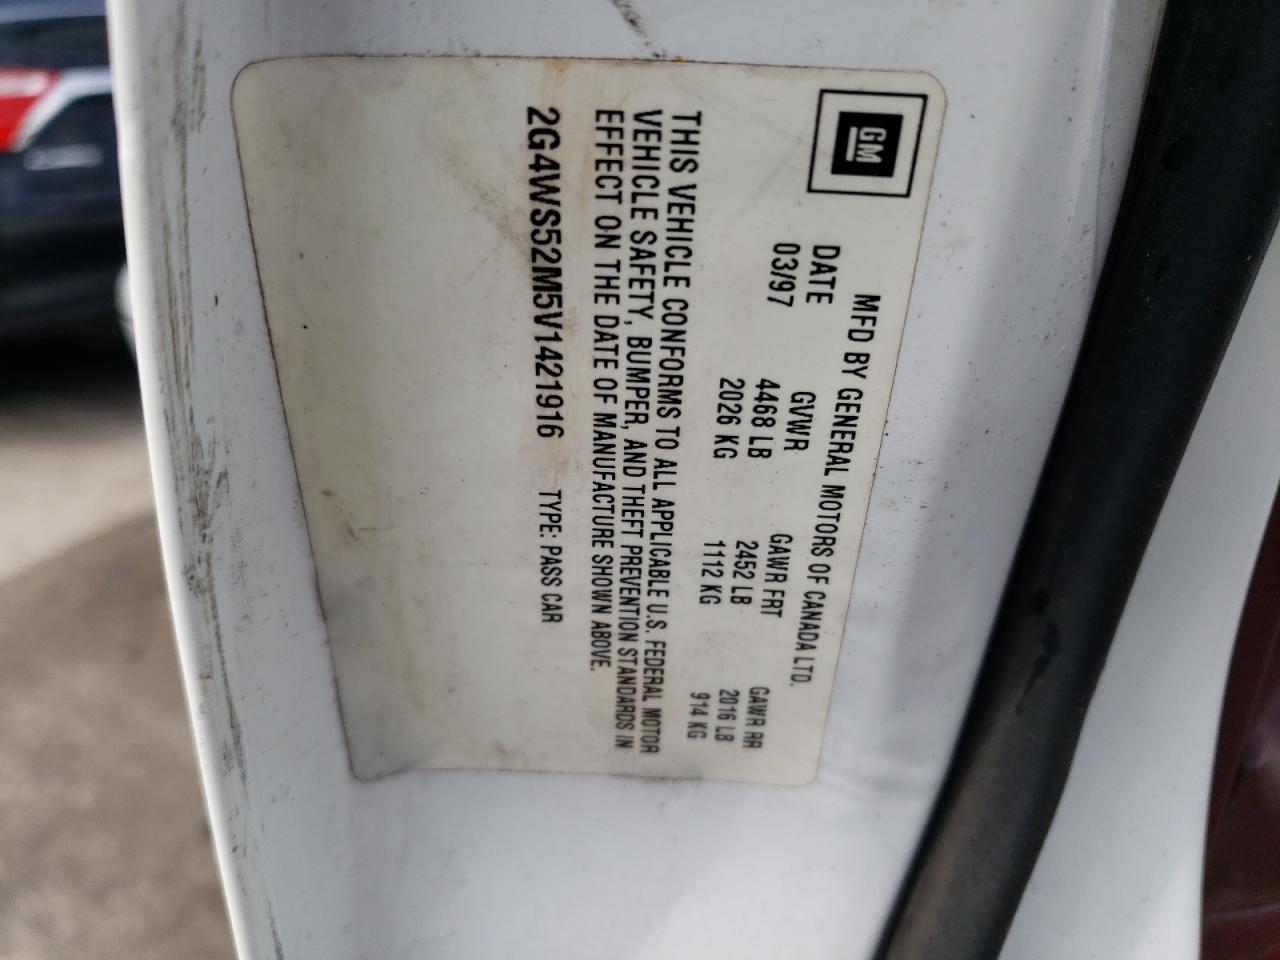 GM
MFD BY GENERAL MOTORS OF CANADA LTD.
DATE GVWR GAWR FRT GAWR RR
03/97 4468 LB 2452 LB 2016 LB
2026 KG 1112 KG 914 KG
THIS VEHICLE CONFORMS TO ALL APPLICABLE U.S. FEDERAL MOTOR
VEHICLE SAFETY, BUMPER, AND THEFT PREVENTION STANDARDS IN
EFFECT ON THE DATE OF MANUFACTURE SHOWN ABOVE.
2G4WS52M5V1421916 TYPE: PASS CAR